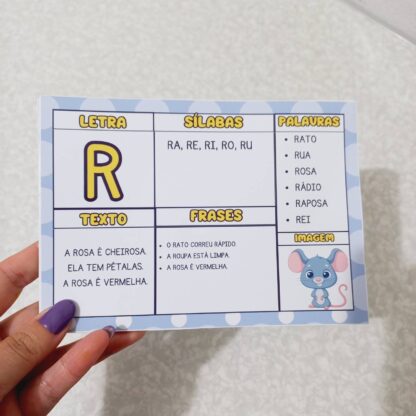 LETRA
R
SÍLABAS
RA, RE, RI, RO, RU
PALAVRAS
• RATO
• RUA
• ROSA
• RÁDIO
• RAPOSA
• REI
TEXTO
A ROSA É CHEIROSA.
ELA TEM PÉTALAS.
A ROSA É VERMELHA.
FRASES
• O RATO CORREU RÁPIDO.
• A ROUPA ESTÁ LIMPA.
• A ROSA É VERMELHA.
IMAGEM